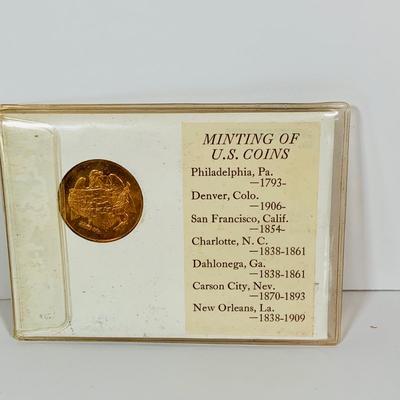 MINTING OF
U.S. COINS
Philadelphia, Pa.
—1793-
Denver, Colo.
—1906-
San Francisco, Calif.
—1854-
Charlotte, N. C.
—1838-1861
Dahlonega, Ga.
—1838-1861
Carson City, Nev.
—1870-1893
New Orleans, La.
—1838-1909